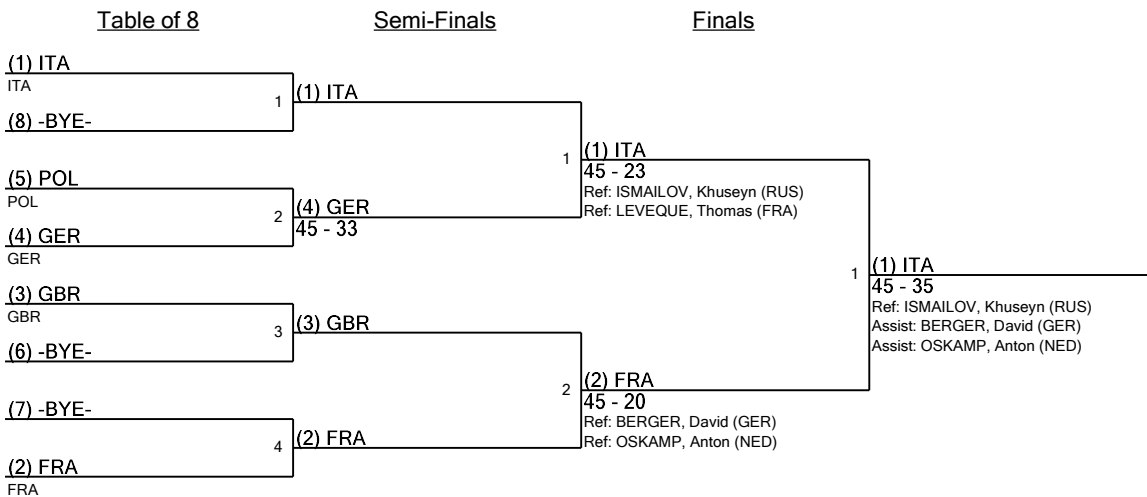 Table of 8 Semi-Finals Finals
(1) ITA
ITA
1
(1) ITA
(8) -BYE-
1
(1) ITA
45 - 23
Ref: ISMAILOV, Khuseyn (RUS)
Ref: LEVEQUE, Thomas (FRA)
(5) POL
POL
2
(4) GER
45 - 33
(4) GER
GER
1
(1) ITA
45 - 35
Ref: ISMAILOV, Khuseyn (RUS)
Assist: BERGER, David (GER)
Assist: OSKAMP, Anton (NED)
(3) GBR
GBR
3
(3) GBR
(6) -BYE-
2
(2) FRA
45 - 20
Ref: BERGER, David (GER)
Ref: OSKAMP, Anton (NED)
(7) -BYE-
4
(2) FRA
(2) FRA
FRA